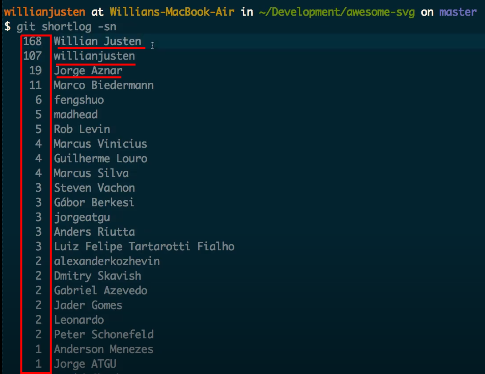 willianjusten at Willians-MacBook-Air in ~/Development/awesome-svg on master
$ git shortlog -sn
168 Willian Justen
107 willianjusten
19 Jorge Aznar
11 Marco Biedermann
6 fengshuo
5 madhead
5 Rob Levin
4 Marcus Vinicius
4 Guilherme Louro
4 Marcus Silva
3 Steven Vachon
3 Gábor Berkesi
3 jorgeatgu
3 Anders Riutta
3 Luiz Felipe Tartarotti Fialho
2 alexanderkozhevin
2 Dmitry Skavish
2 Gabriel Azevedo
2 Jader Gomes
2 Leonardo
2 Peter Schonefeld
1 Anderson Menezes
1 Jorge ATGU